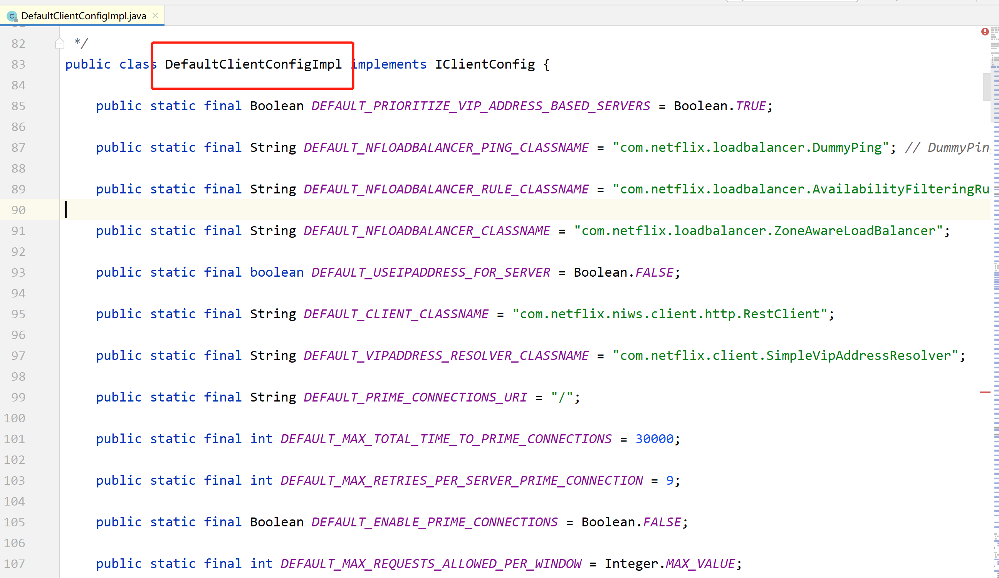 DefaultClientConfigImpl.java
82 */
83 public class DefaultClientConfigImpl implements IClientConfig {
84
85 public static final Boolean DEFAULT_PRIORITIZE_VIP_ADDRESS_BASED_SERVERS = Boolean.TRUE;
86
87 public static final String DEFAULT_NFLOADBALANCER_PING_CLASSNAME = "com.netflix.loadbalancer.DummyPing"; // DummyPin
88
89 public static final String DEFAULT_NFLOADBALANCER_RULE_CLASSNAME = "com.netflix.loadbalancer.AvailabilityFilteringRu
90
91 public static final String DEFAULT_NFLOADBALANCER_CLASSNAME = "com.netflix.loadbalancer.ZoneAwareLoadBalancer";
92
93 public static final boolean DEFAULT_USEIPADDRESS_FOR_SERVER = Boolean.FALSE;
94
95 public static final String DEFAULT_CLIENT_CLASSNAME = "com.netflix.niws.client.http.RestClient";
96
97 public static final String DEFAULT_VIPADDRESS_RESOLVER_CLASSNAME = "com.netflix.client.SimpleVipAddressResolver";
98
99 public static final String DEFAULT_PRIME_CONNECTIONS_URI = "/";
100
101 public static final int DEFAULT_MAX_TOTAL_TIME_TO_PRIME_CONNECTIONS = 30000;
102
103 public static final int DEFAULT_MAX_RETRIES_PER_SERVER_PRIME_CONNECTION = 9;
104
105 public static final Boolean DEFAULT_ENABLE_PRIME_CONNECTIONS = Boolean.FALSE;
106
107 public static final int DEFAULT_MAX_REQUESTS_ALLOWED_PER_WINDOW = Integer.MAX_VALUE;